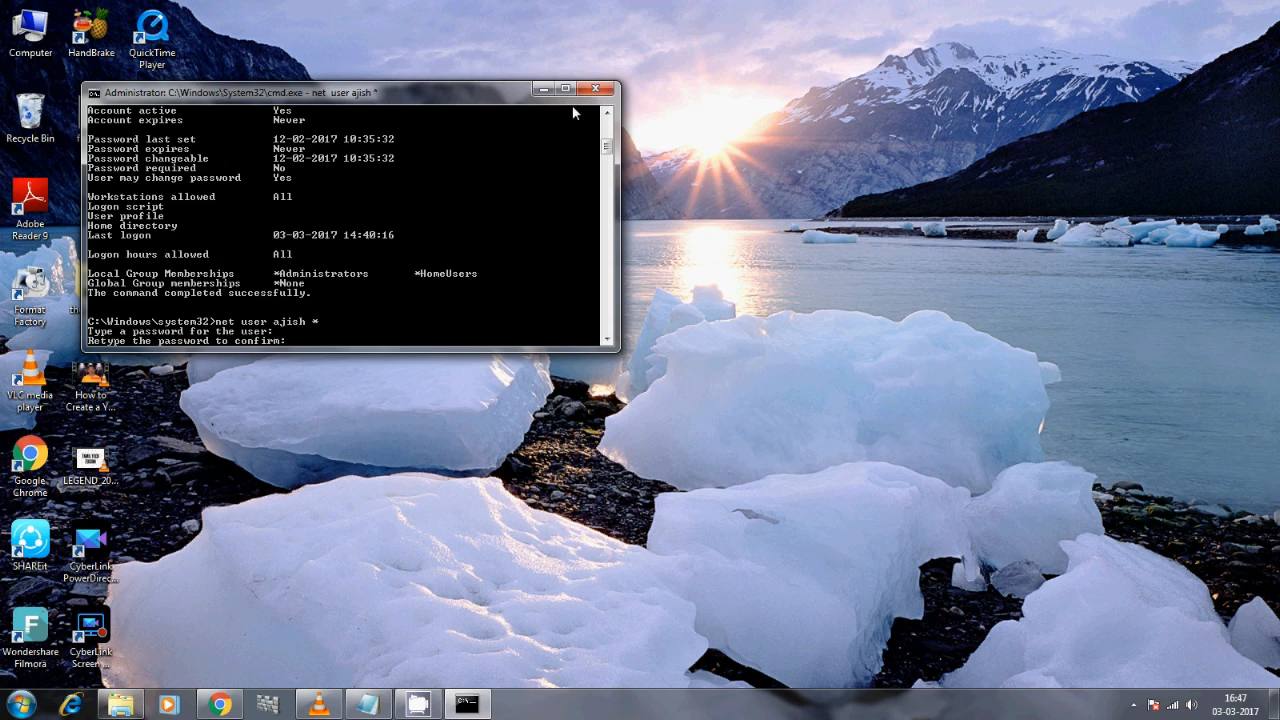 Computer
HandBrake
QuickTime
Player
Recycle Bin
Adobe
Reader 9
Format
Factory
VLC media
player
How to
Create a Y...
Google
Chrome
LEGEND_20...
SHAREit
CyberLink
PowerDirec...
Wondershare
Filmora
CyberLink
Screen ...
Administrator: C:\Windows\System32\cmd.exe - net user ajish *
Account active Yes
Account expires Never
Password last set 12-02-2017 10:35:32
Password expires Never
Password changeable 12-02-2017 10:35:32
Password required No
User may change password Yes
Workstations allowed All
Logon script
User profile
Home directory
Last logon 03-03-2017 14:40:16
Logon hours allowed All
Local Group Memberships *Administrators *HomeUsers
Global Group memberships *None
The command completed successfully.
C:\Windows\system32>net user ajish *
Type a password for the user:
Retype the password to confirm:
16:47
03-03-2017